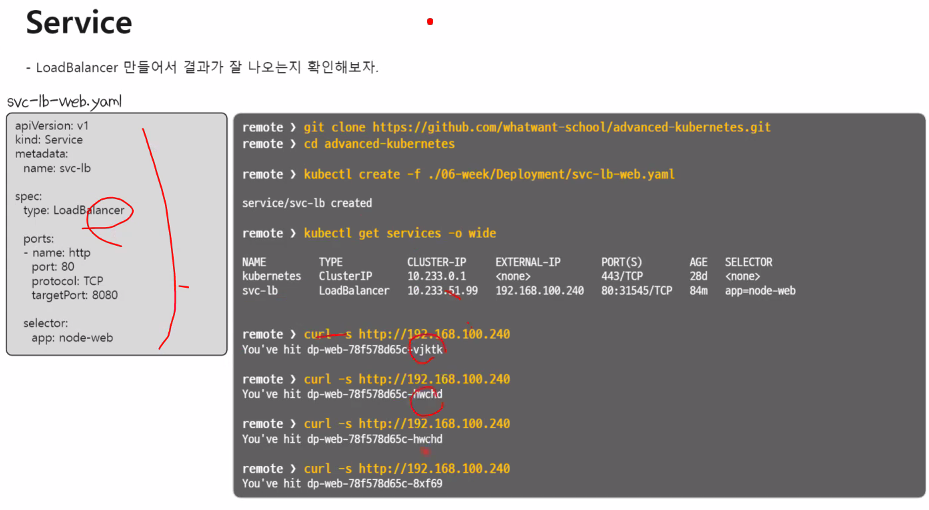 Service
- LoadBalancer 만들어서 결과가 잘 나오는지 확인해보자.
svc-lb-web.yaml
apiVersion: v1
kind: Service
metadata:
name: svc-lb
spec:
type: LoadBalancer
ports:
- name: http
port: 80
protocol: TCP
targetPort: 8080
selector:
app: node-web
remote ❯ git clone https://github.com/whatwant-school/advanced-kubernetes.git
remote ❯ cd advanced-kubernetes
remote ❯ kubectl create -f ./06-week/Deployment/svc-lb-web.yaml
service/svc-lb created
remote ❯ kubectl get services -o wide
NAME TYPE CLUSTER-IP EXTERNAL-IP PORT(S) AGE SELECTOR
kubernetes ClusterIP 10.233.0.1 <none> 443/TCP 28d <none>
svc-lb LoadBalancer 10.233.51.99 192.168.100.240 80:31545/TCP 84m app=node-web
remote ❯ curl -s http://192.168.100.240
You've hit dp-web-78f578d65c-vjktk
remote ❯ curl -s http://192.168.100.240
You've hit dp-web-78f578d65c-hwchd
remote ❯ curl -s http://192.168.100.240
You've hit dp-web-78f578d65c-hwchd
remote ❯ curl -s http://192.168.100.240
You've hit dp-web-78f578d65c-8xf69